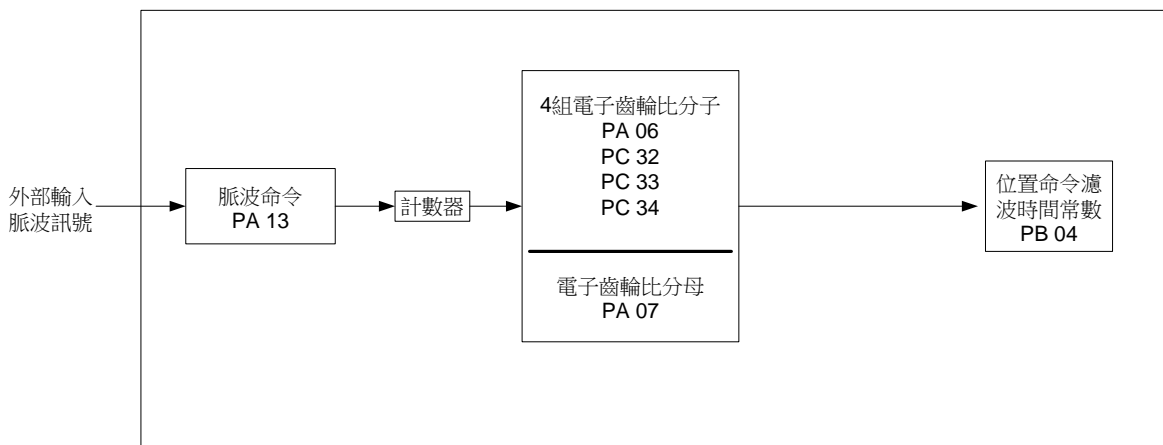 外部輸入
脈波訊號
脈波命令
PA 13
計數器
4組電子齒輪比分子
PA 06
PC 32
PC 33
PC 34
電子齒輪比分母
PA 07
位置命令濾
波時間常數
PB 04